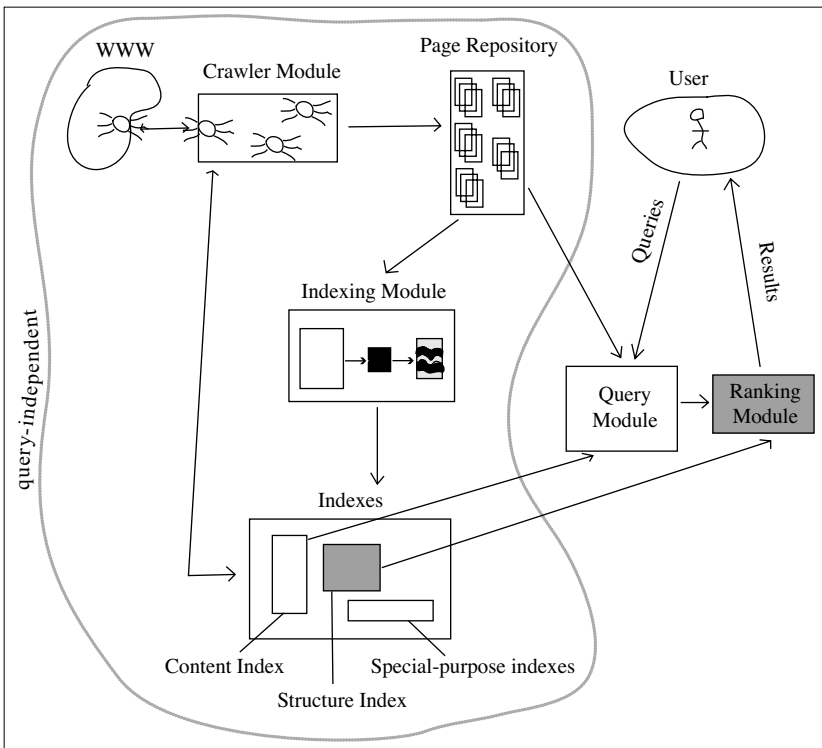 WWW
Crawler Module
Page Repository
User
Queries
Results
Indexing Module
query-independent
Query
Module
Ranking
Module
Indexes
Content Index
Special-purpose indexes
Structure Index